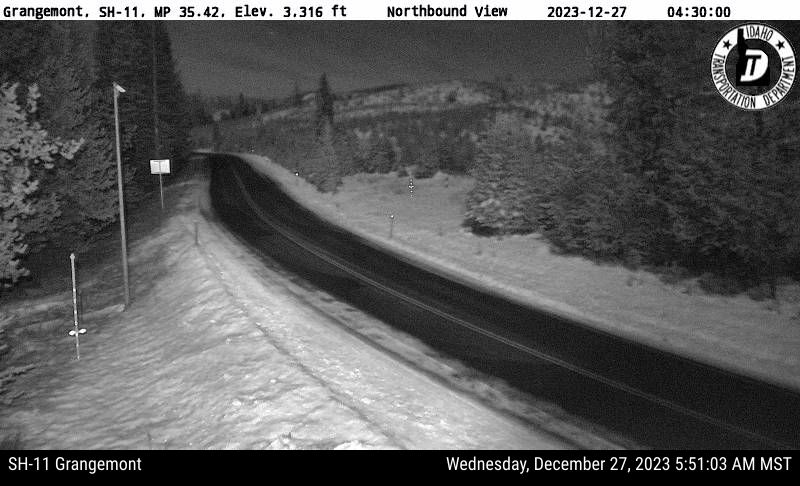 Grangemont, SH-11, MP 35.42, Elev. 3,316 ft Northbound View 2023-12-27 04:30:00
IDAHO
TRANSPORTATION DEPARTMENT
SH-11 Grangemont Wednesday, December 27, 2023 5:51:03 AM MST